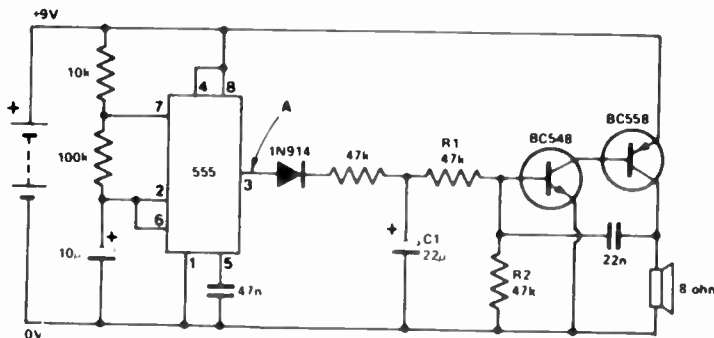 +9V
10k
100k
10µ
+
+
7
2
6
4
8
555
3
1
5
47n
A
1N914
47k
R1
47k
+
C1
22µ
R2
47k
BC548
BC558
22n
8 ohm
0V